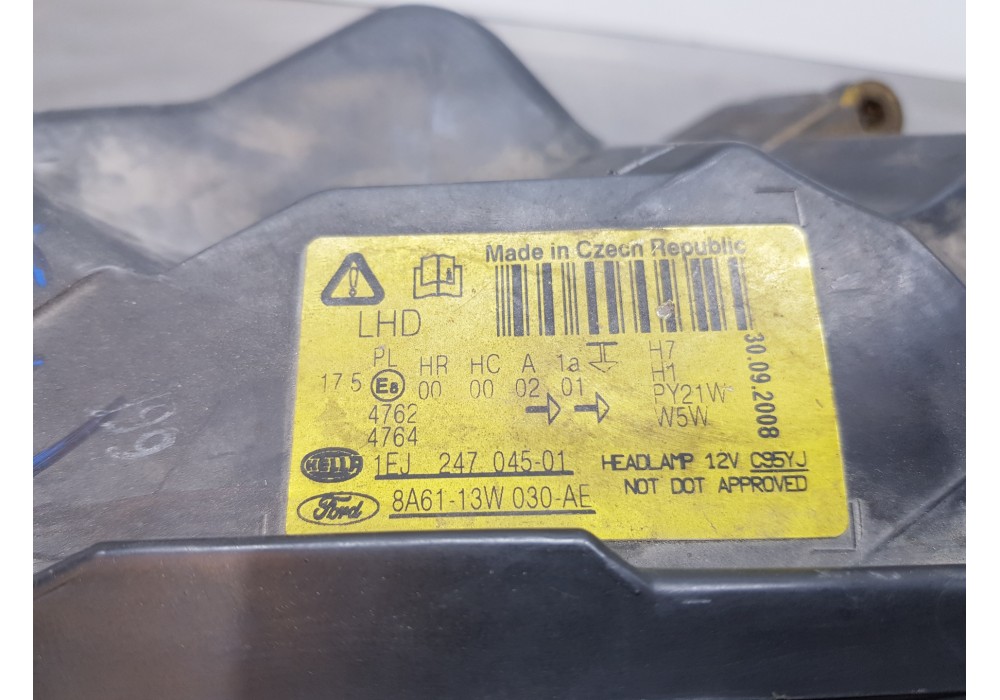 Made in Czech Republic
LHD
PL HR HC A 1a H7
H1
17 5 E8 00 00 02 01 PY21W
4762 W5W
4764
30.09.2008
HELLA 1EJ 247 045-01 HEADLAMP 12V C95YJ
NOT DOT APPROVED
Ford 8A61-13W 030-AE